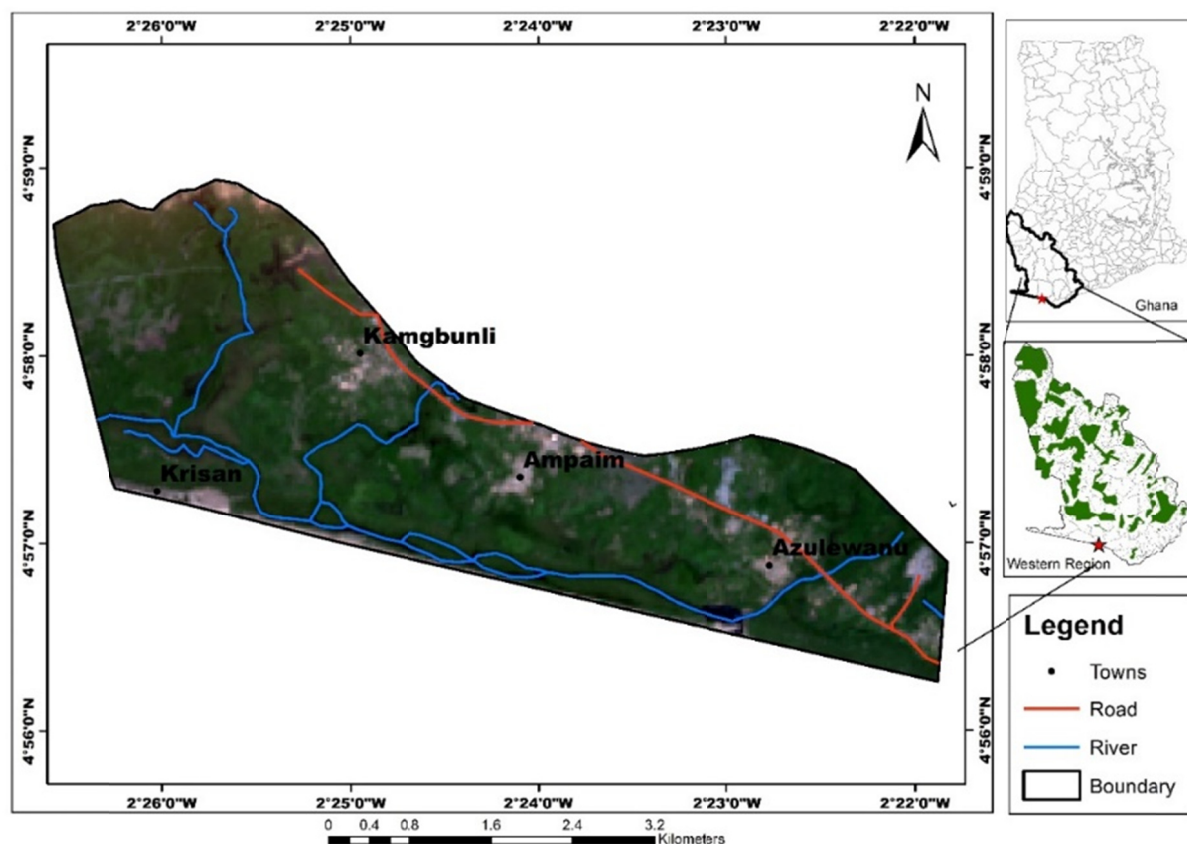 2°26'0"W 2°25'0"W 2°24'0"W 2°23'0"W 2°22'0"W
N
4°59'0"N 4°59'0"N
Ghana
Kamgbunli
4°58'0"N 4°58'0"N
Ampaim
Krisan
4°57'0"N 4°57'0"N
Azulewanu
Western Region
Legend
Towns
Road
River
Boundary
4°56'0"N 4°56'0"N
2°26'0"W 2°25'0"W 2°24'0"W 2°23'0"W 2°22'0"W
0 0.4 0.8 1.6 2.4 3.2
Kilometers